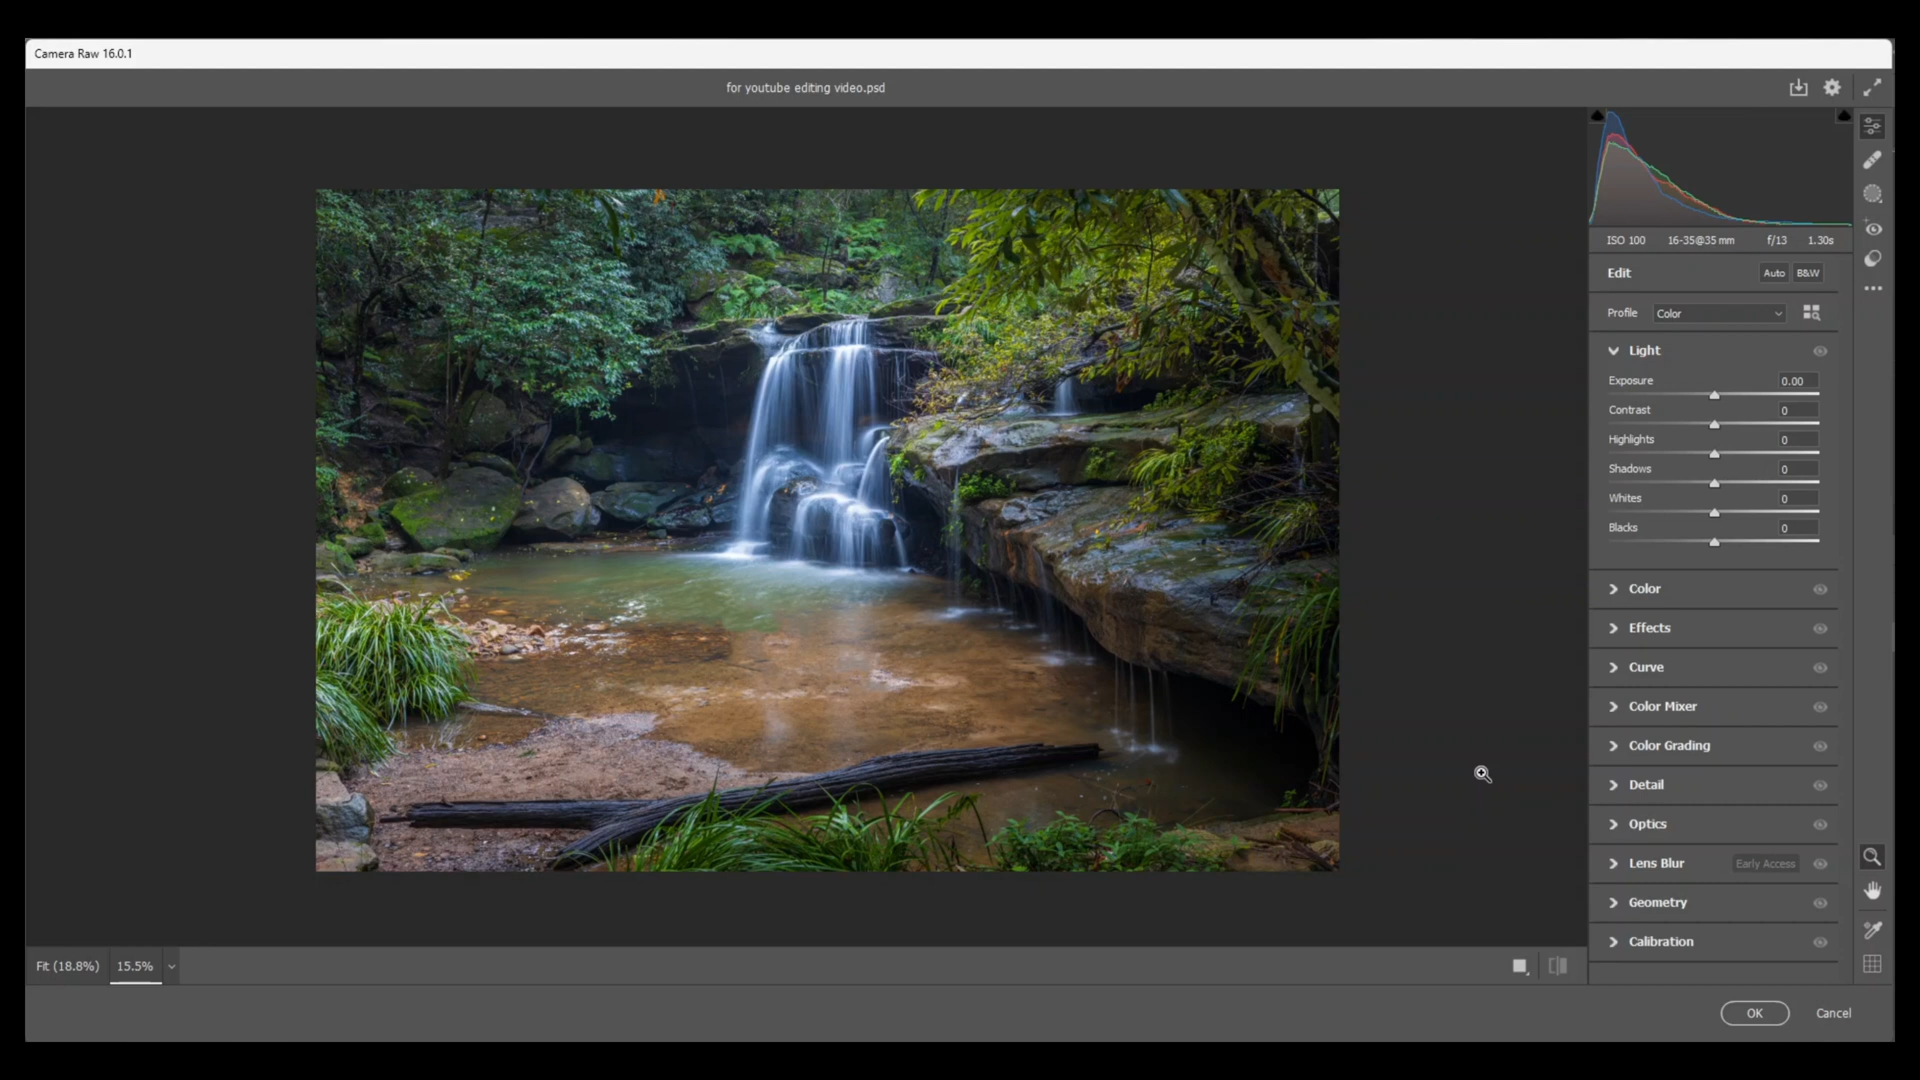 Camera Raw 16.0.1
for youtube editing video.psd
ISO 100 16-35@35 mm f/13 1.30s
Edit Auto B&W
Profile Color
Light
Exposure 0.00
Contrast 0
Highlights 0
Shadows 0
Whites 0
Blacks 0
Color
Effects
Curve
Color Mixer
Color Grading
Detail
Optics
Lens Blur Early Access
Geometry
Calibration
Fit (18.8%) 15.5%
OK Cancel